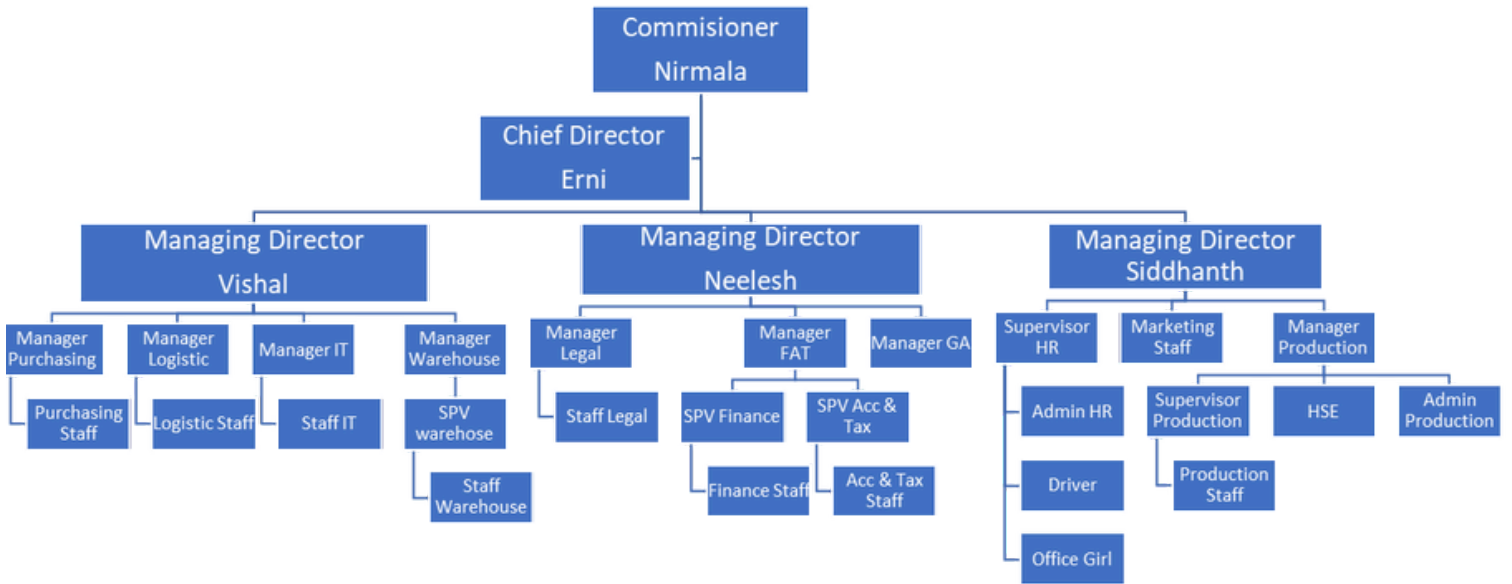 Commisioner
Nirmala
Chief Director
Erni
Managing Director
Vishal
Managing Director
Neelesh
Managing Director
Siddhanth
Manager
Purchasing
Manager
Logistic
Manager IT
Manager
Warehouse
Manager
Legal
Manager
FAT
Manager GA
Supervisor
HR
Marketing
Staff
Manager
Production
Purchasing
Staff
Logistic Staff
Staff IT
SPV
warehose
Staff Legal
SPV Finance
SPV Acc &
Tax
Admin HR
Supervisor
Production
HSE
Admin
Production
Staff
Warehouse
Finance Staff
Acc & Tax
Staff
Driver
Production
Staff
Office Girl